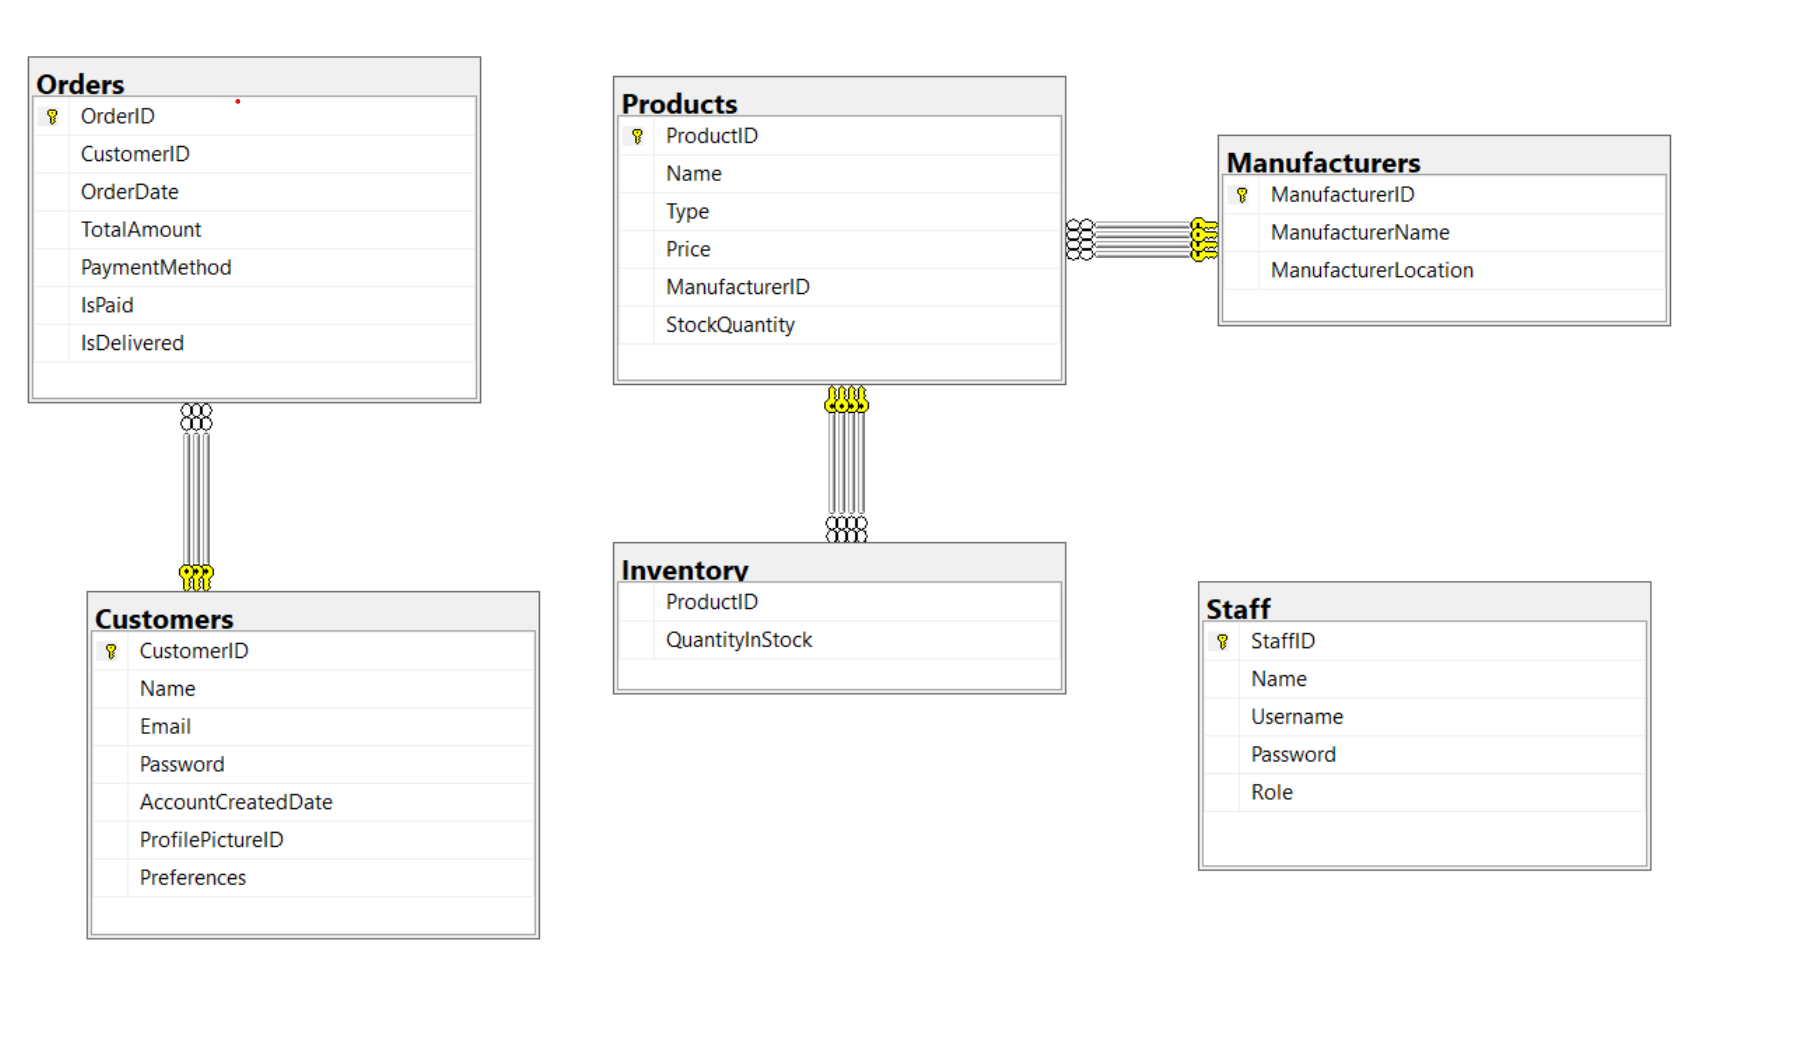 Orders
OrderID
CustomerID
OrderDate
TotalAmount
PaymentMethod
IsPaid
IsDelivered
Products
ProductID
Name
Type
Price
ManufacturerID
StockQuantity
Manufacturers
ManufacturerID
ManufacturerName
ManufacturerLocation
Customers
CustomerID
Name
Email
Password
AccountCreatedDate
ProfilePictureID
Preferences
Inventory
ProductID
QuantityInStock
Staff
StaffID
Name
Username
Password
Role